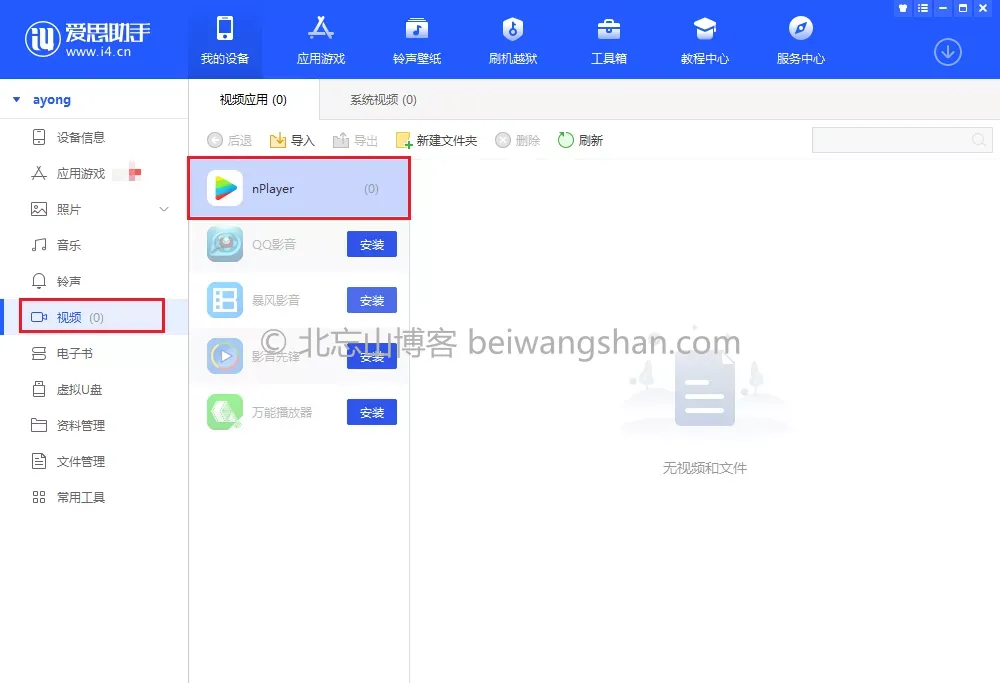 iU 爱思助手
www.i4.cn
我的设备 应用游戏 铃声壁纸 刷机越狱 工具箱 教程中心 服务中心
ayong
视频应用 (0) 系统视频 (0)
后退 导入 导出 新建文件夹 删除 刷新
设备信息
应用游戏
照片
音乐
铃声
视频 (0)
电子书
虚拟U盘
资料管理
文件管理
常用工具
nPlayer (0)
QQ影音 安装
暴风影音 安装
影音先锋 安装
万能播放器 安装
© 北忘山博客 beiwangshan.com
无视频和文件